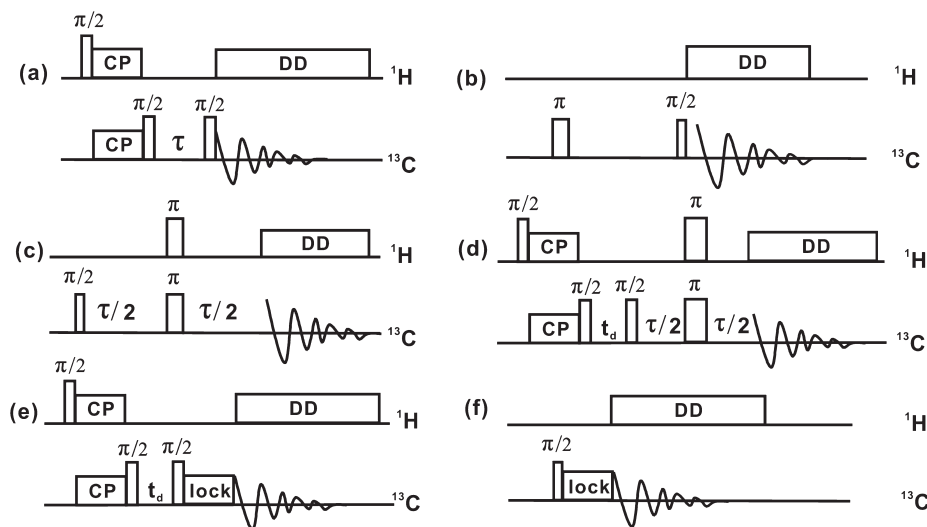 (a)
π/2
CP
DD
¹H
π/2
π/2
CP
τ
¹³C
(b)
DD
¹H
π
π/2
¹³C
(c)
π
DD
¹H
π/2
τ/2
π
τ/2
¹³C
(d)
π/2
CP
π
DD
¹H
π/2
π/2
π
CP
t_d
τ/2
τ/2
¹³C
(e)
π/2
CP
DD
¹H
π/2
π/2
CP
t_d
lock
¹³C
(f)
DD
¹H
π/2
lock
¹³C